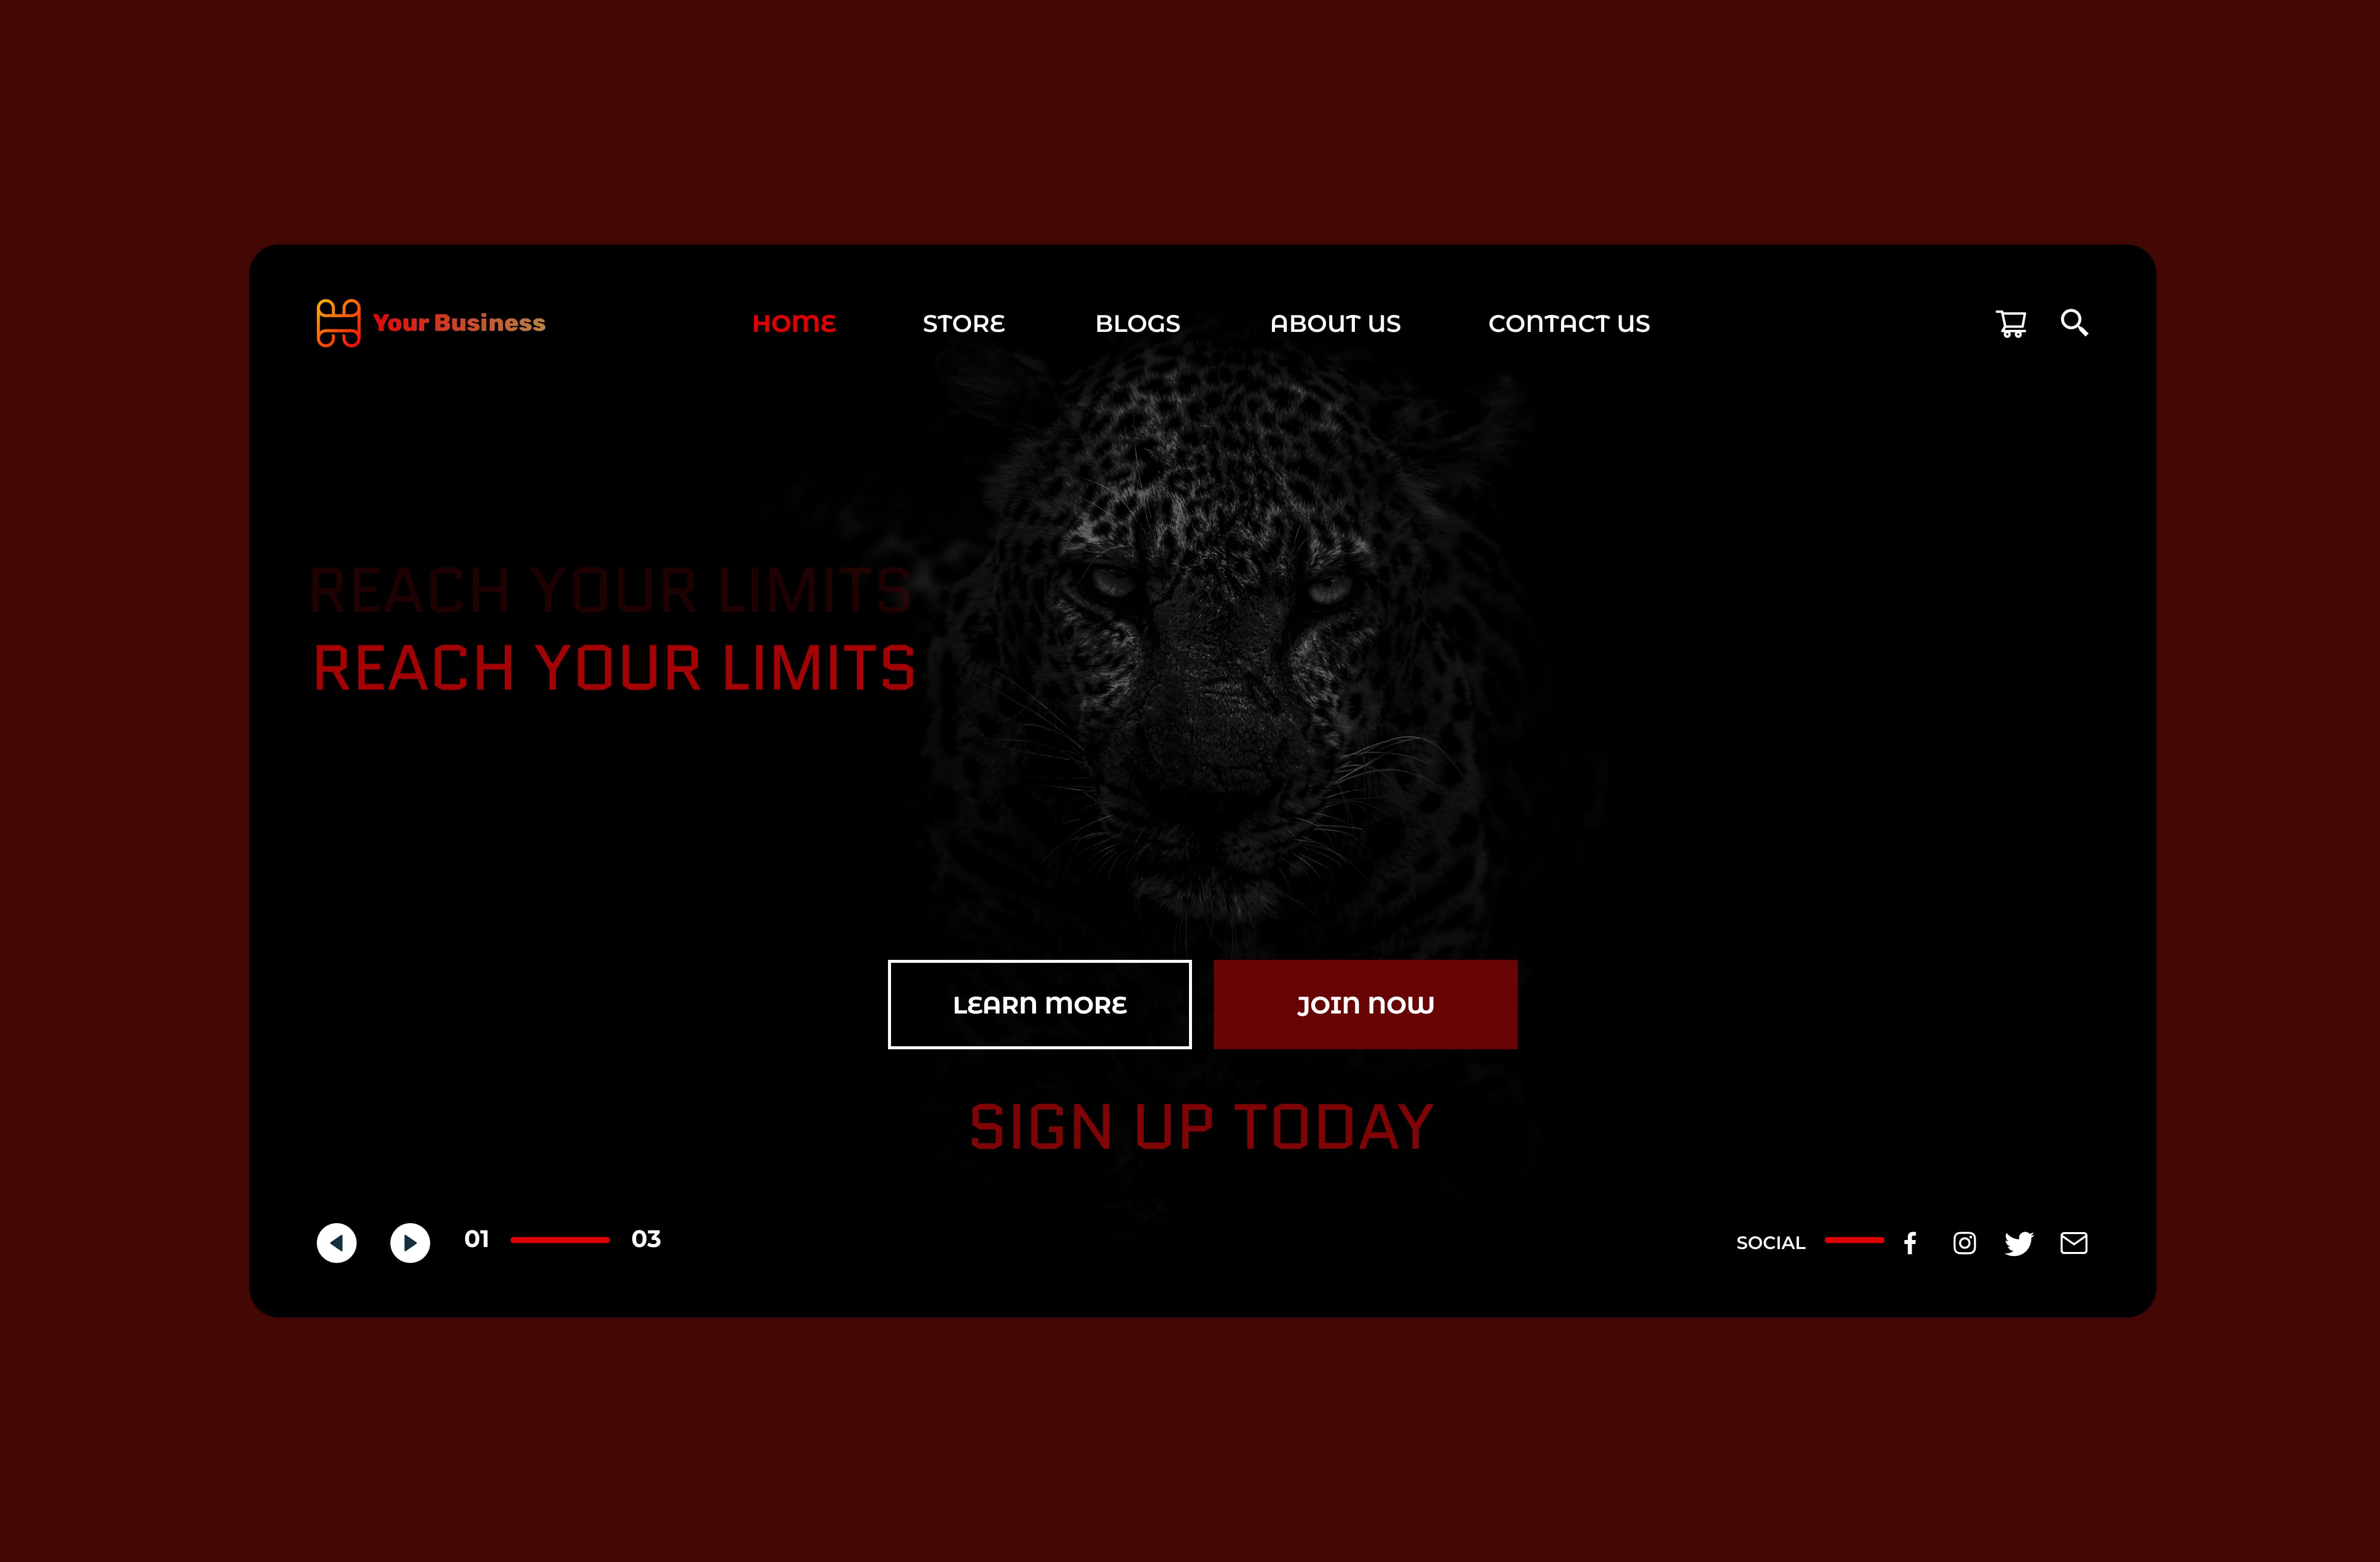 Your Business
HOME STORE BLOGS ABOUT US CONTACT US
REACH YOUR LIMITS
REACH YOUR LIMITS
LEARN MORE JOIN NOW
SIGN UP TODAY
01 03
SOCIAL